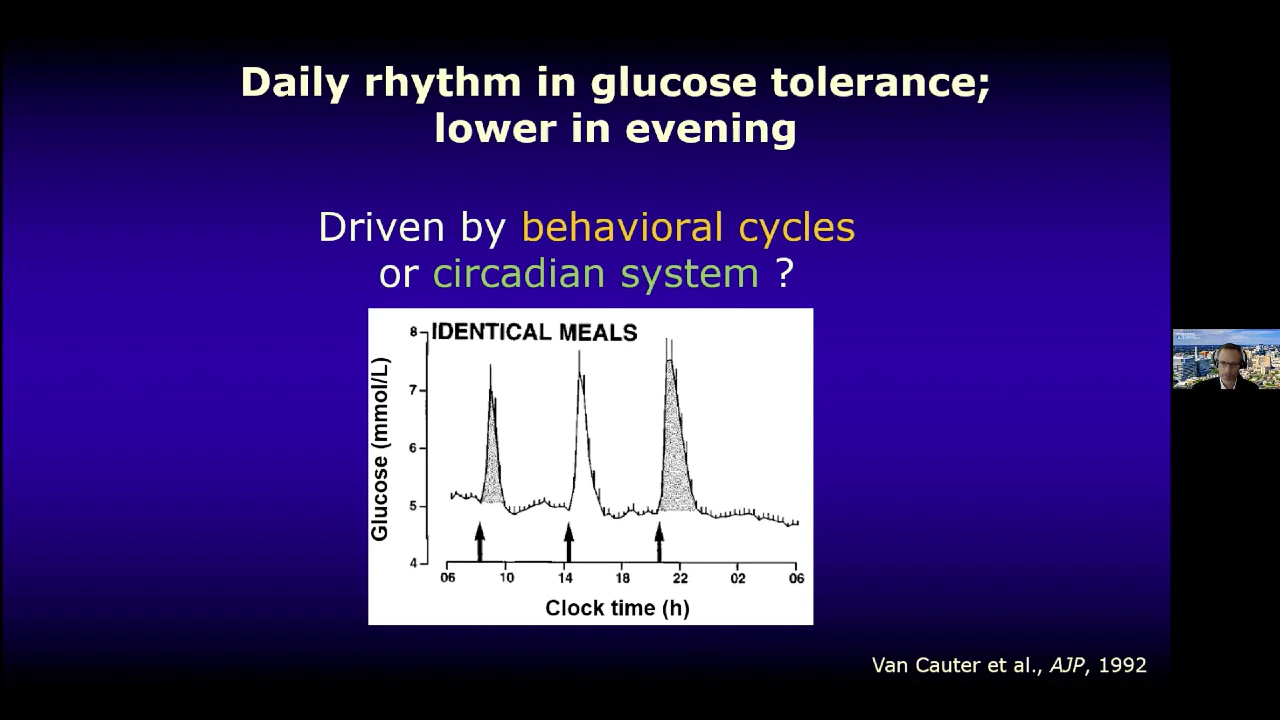 Daily rhythm in glucose tolerance;
lower in evening
Driven by behavioral cycles
or circadian system ?
IDENTICAL MEALS
8
7
6
5
4
Glucose (mmol/L)
06 10 14 18 22 02 06
Clock time (h)
Van Cauter et al., AJP, 1992